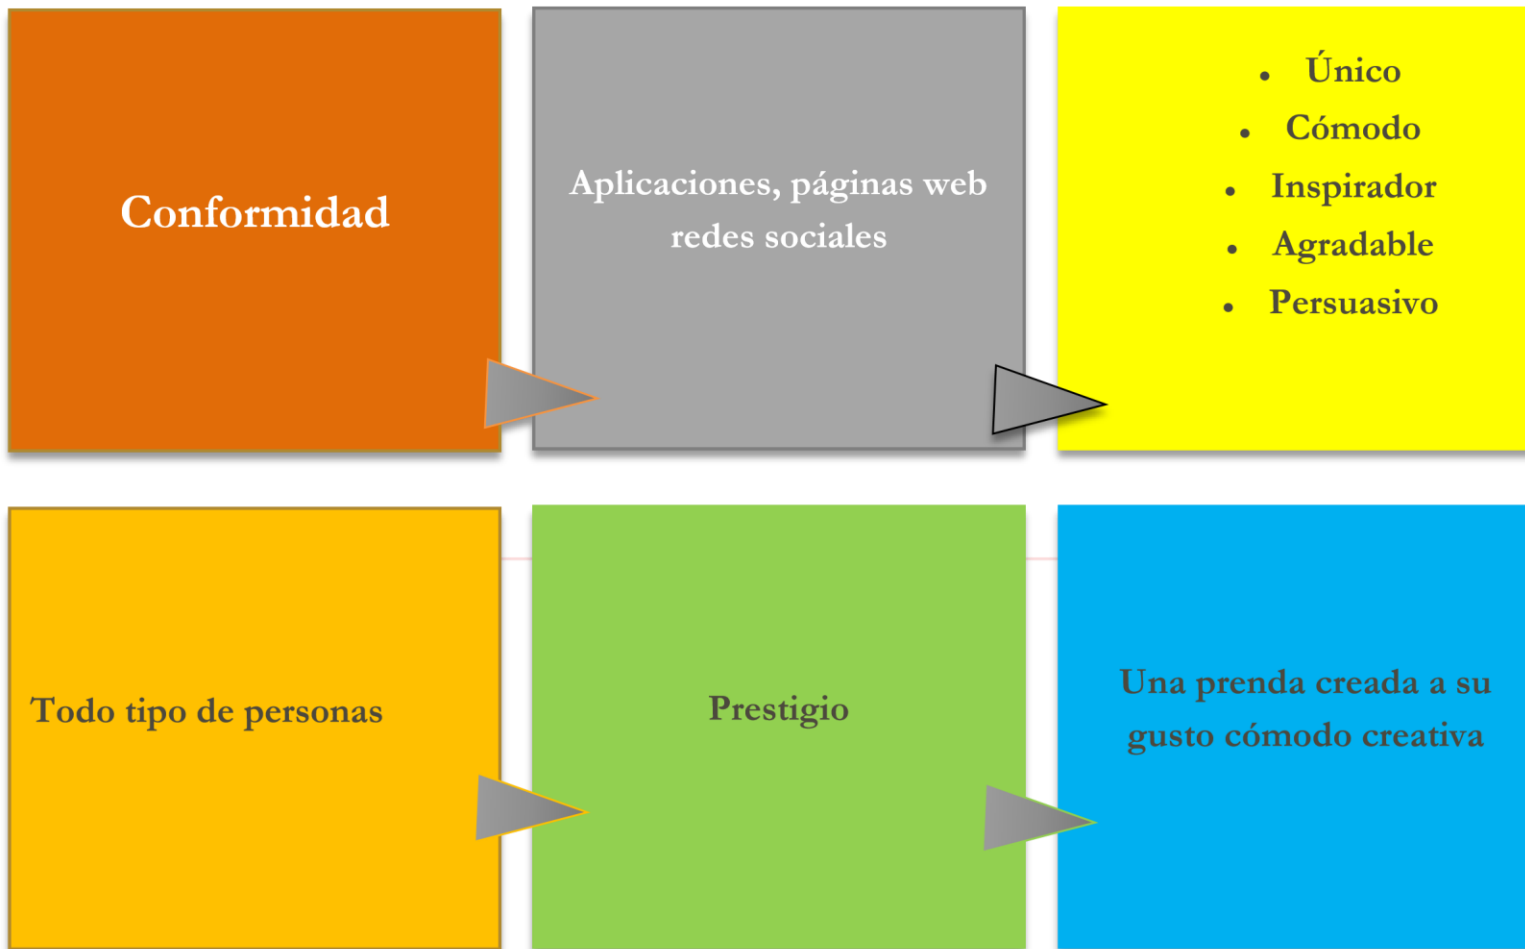 Conformidad
Aplicaciones, páginas web
redes sociales
• Único
• Cómodo
• Inspirador
• Agradable
• Persuasivo
Todo tipo de personas
Prestigio
Una prenda creada a su
gusto cómodo creativa